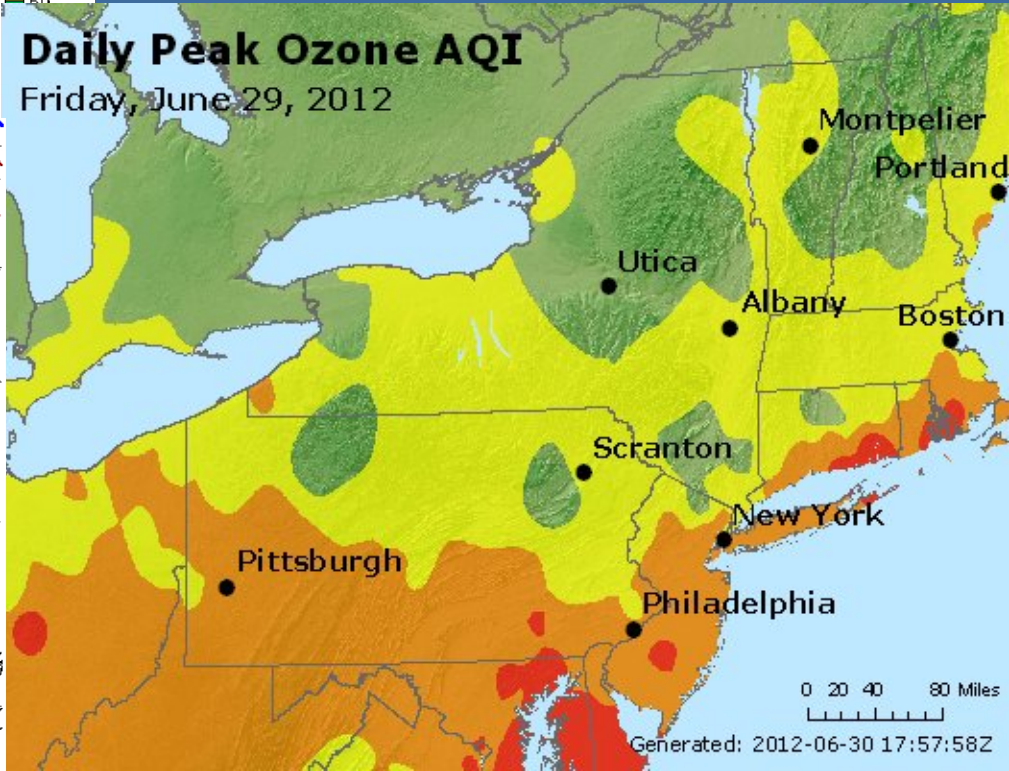 Daily Peak Ozone AQI
Friday, June 29, 2012
Montpelier
Portland
Utica
Albany
Boston
Scranton
New York
Pittsburgh
Philadelphia
0 20 40 80 Miles
Generated: 2012-06-30 17:57:58Z